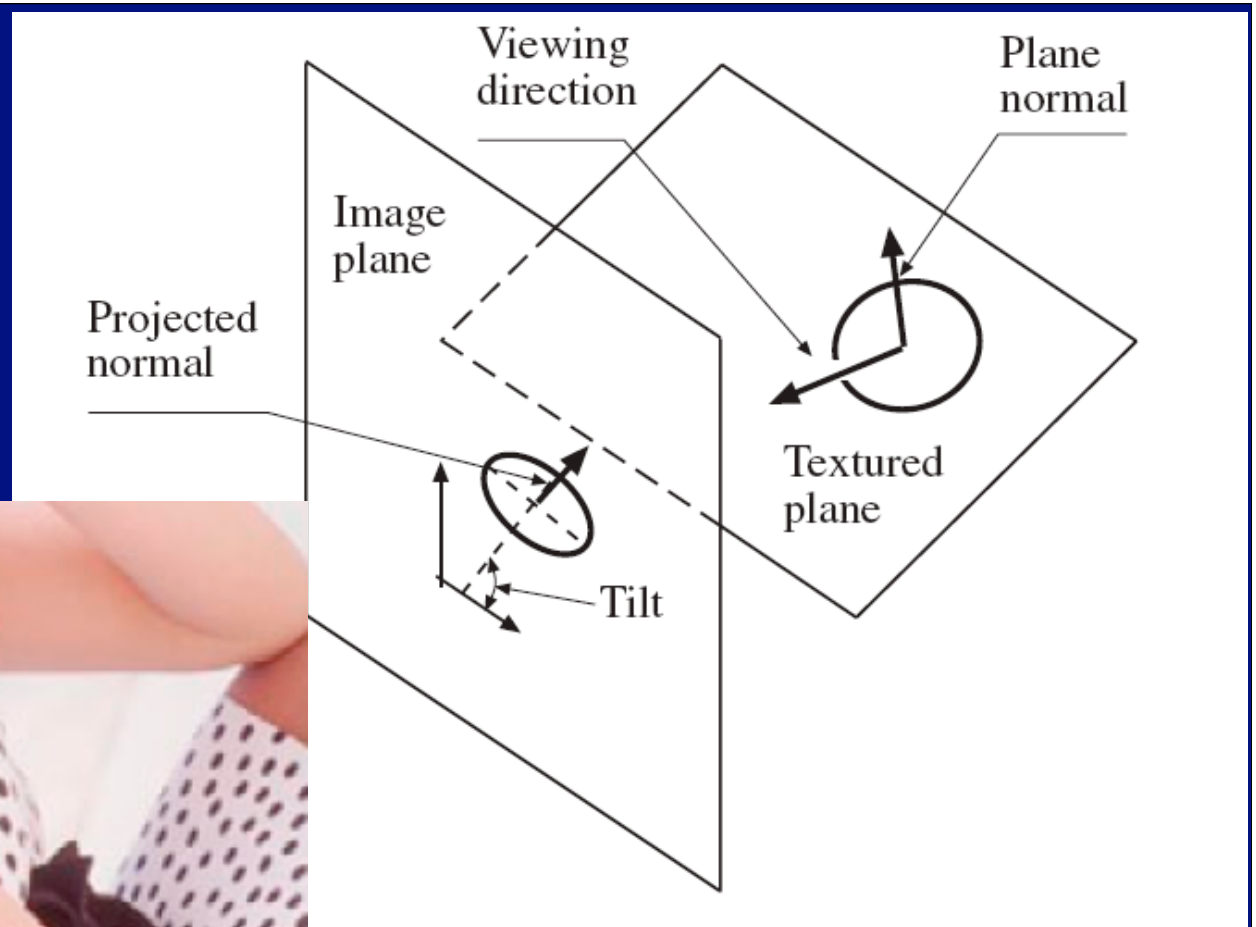 Viewing
direction
Plane
normal
Image
plane
Projected
normal
Textured
plane
Tilt